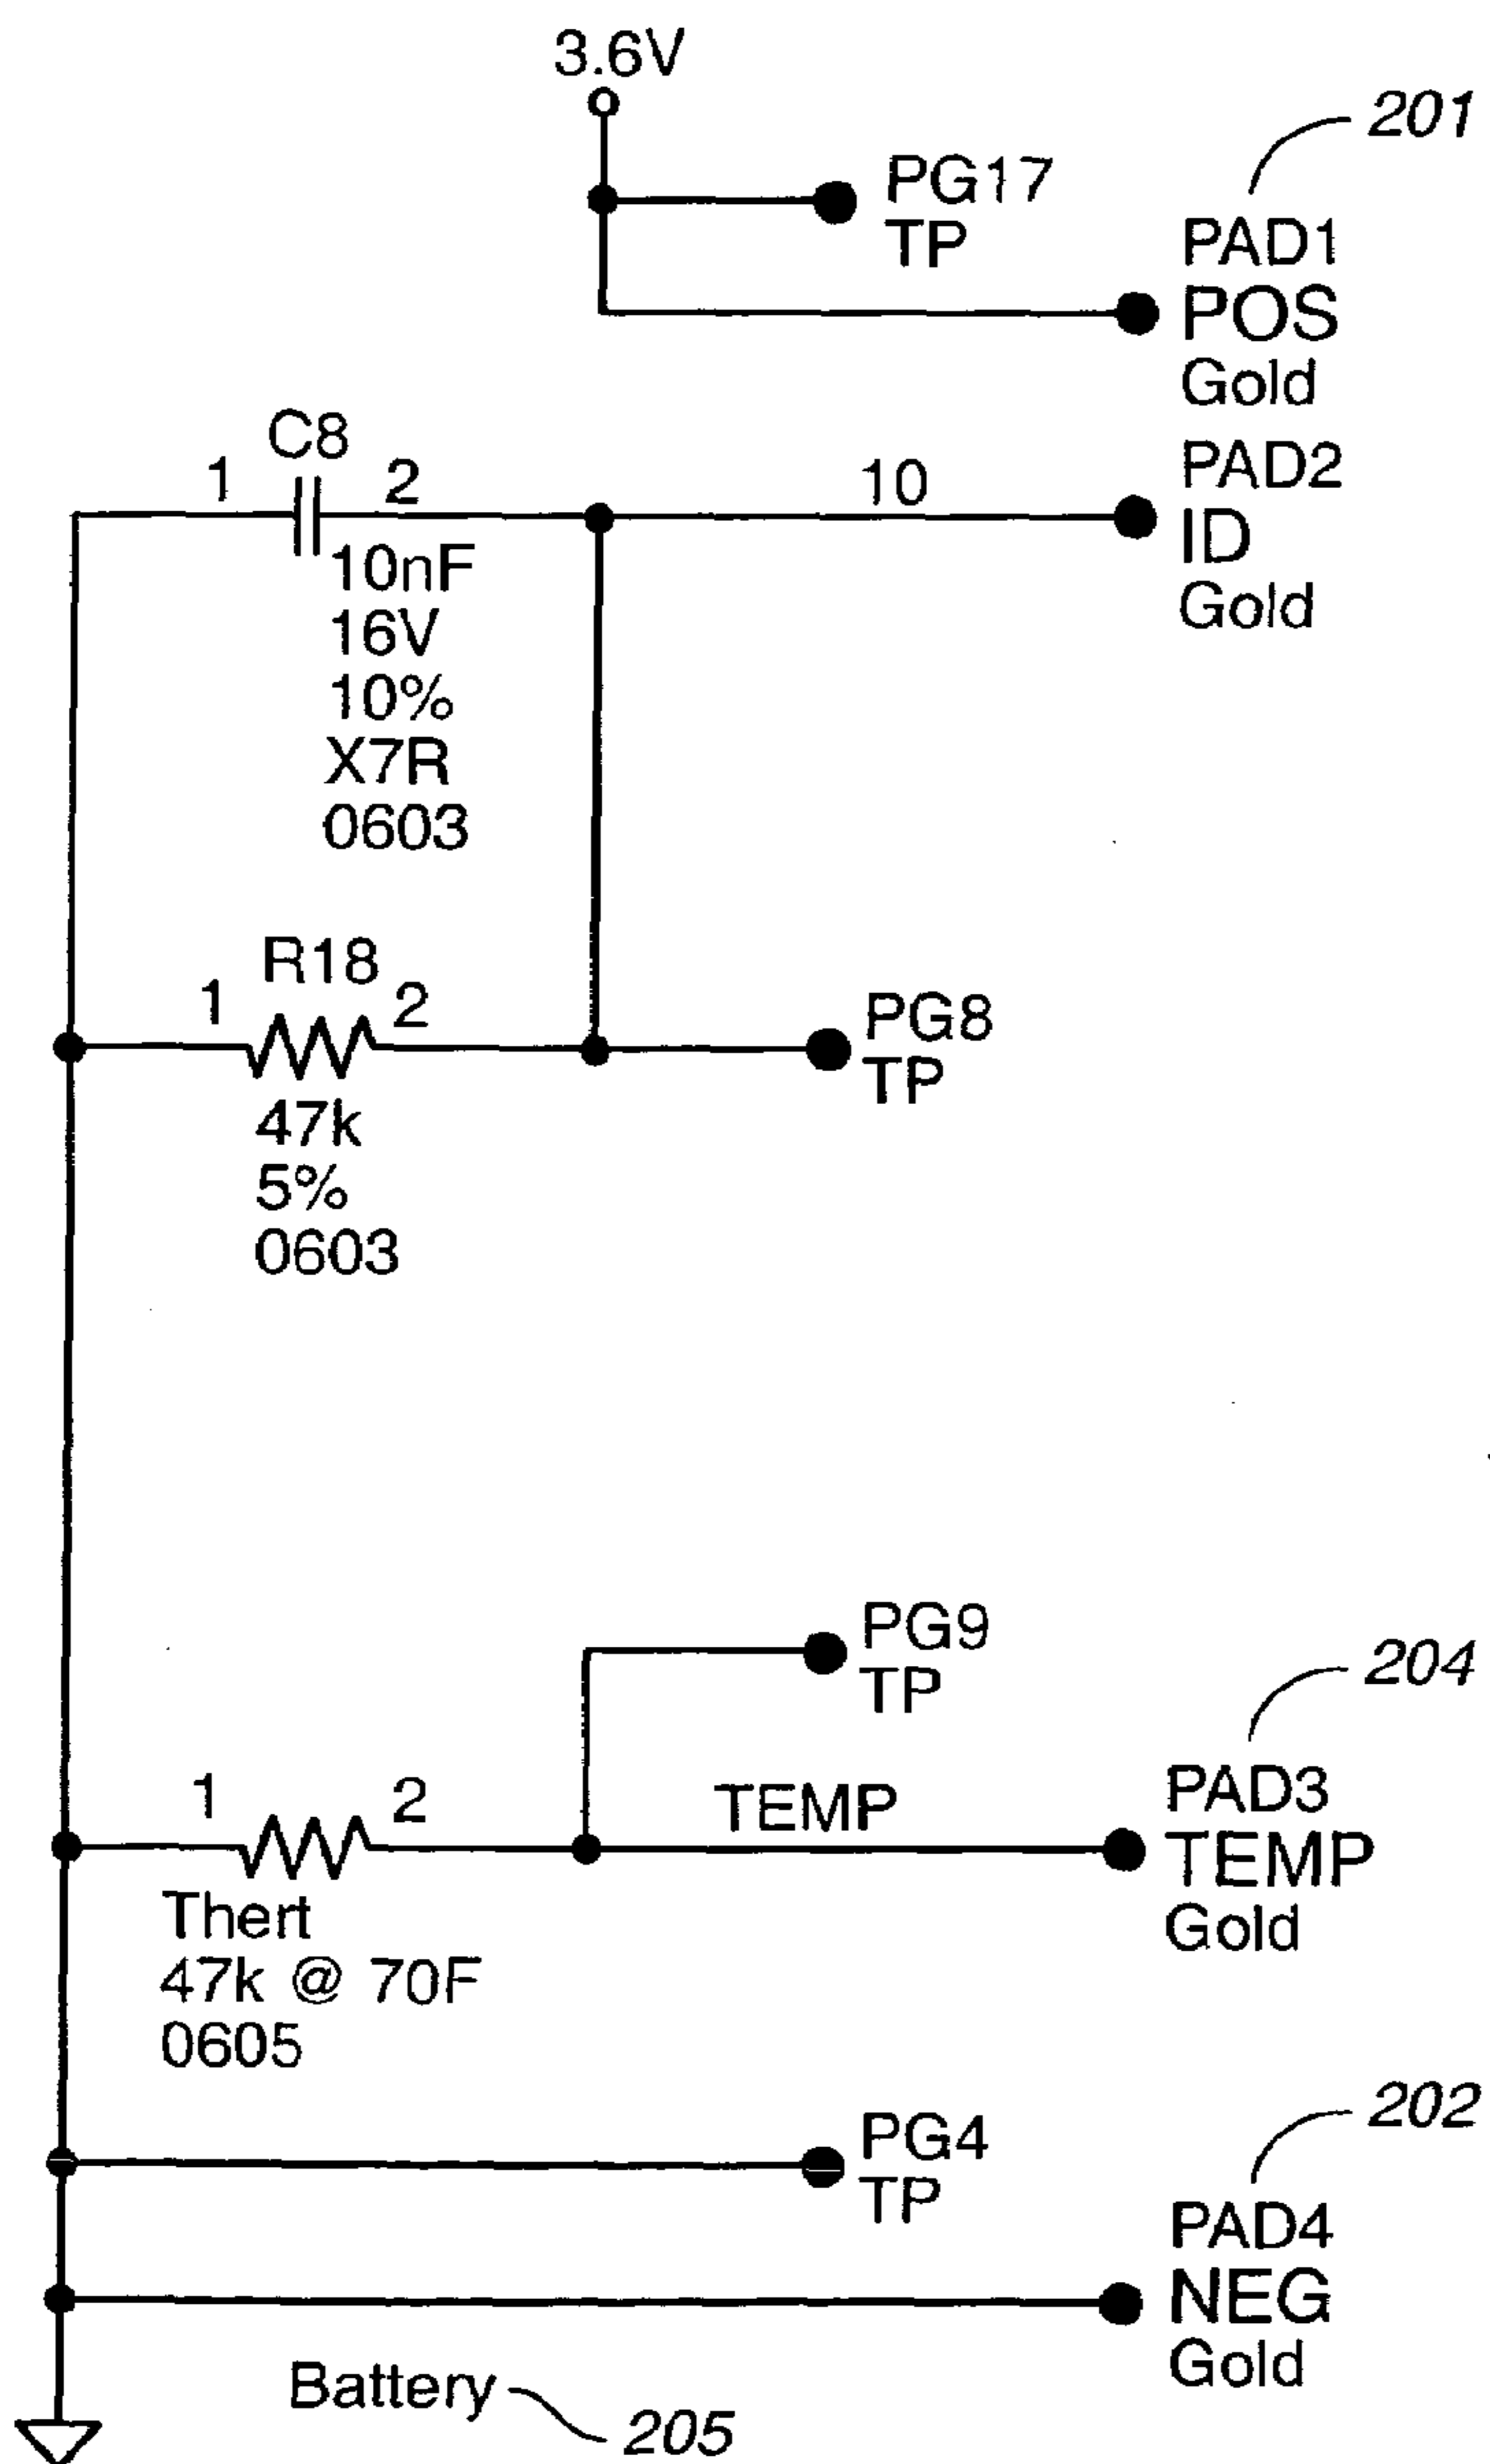 3.6V
201
PG17
TP
PAD1
POS
Gold
C8
1
2
10nF
16V
10%
X7R
0603
10
PAD2
ID
Gold
R18
1
2
47k
5%
0603
PG8
TP
PG9
TP
204
1
2
Thert
47k @ 70F
0605
TEMP
PAD3
TEMP
Gold
PG4
TP
202
PAD4
NEG
Gold
Battery
205